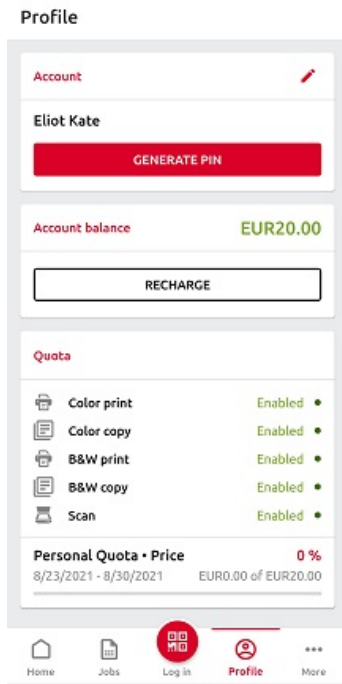 Profile
Account
Eliot Kate
GENERATE PIN
Account balance EUR20.00
RECHARGE
Quota
Color print Enabled
Color copy Enabled
B&W print Enabled
B&W copy Enabled
Scan Enabled
Personal Quota • Price 0 %
8/23/2021 - 8/30/2021 EUR0.00 of EUR20.00
Home Jobs Log in Profile More